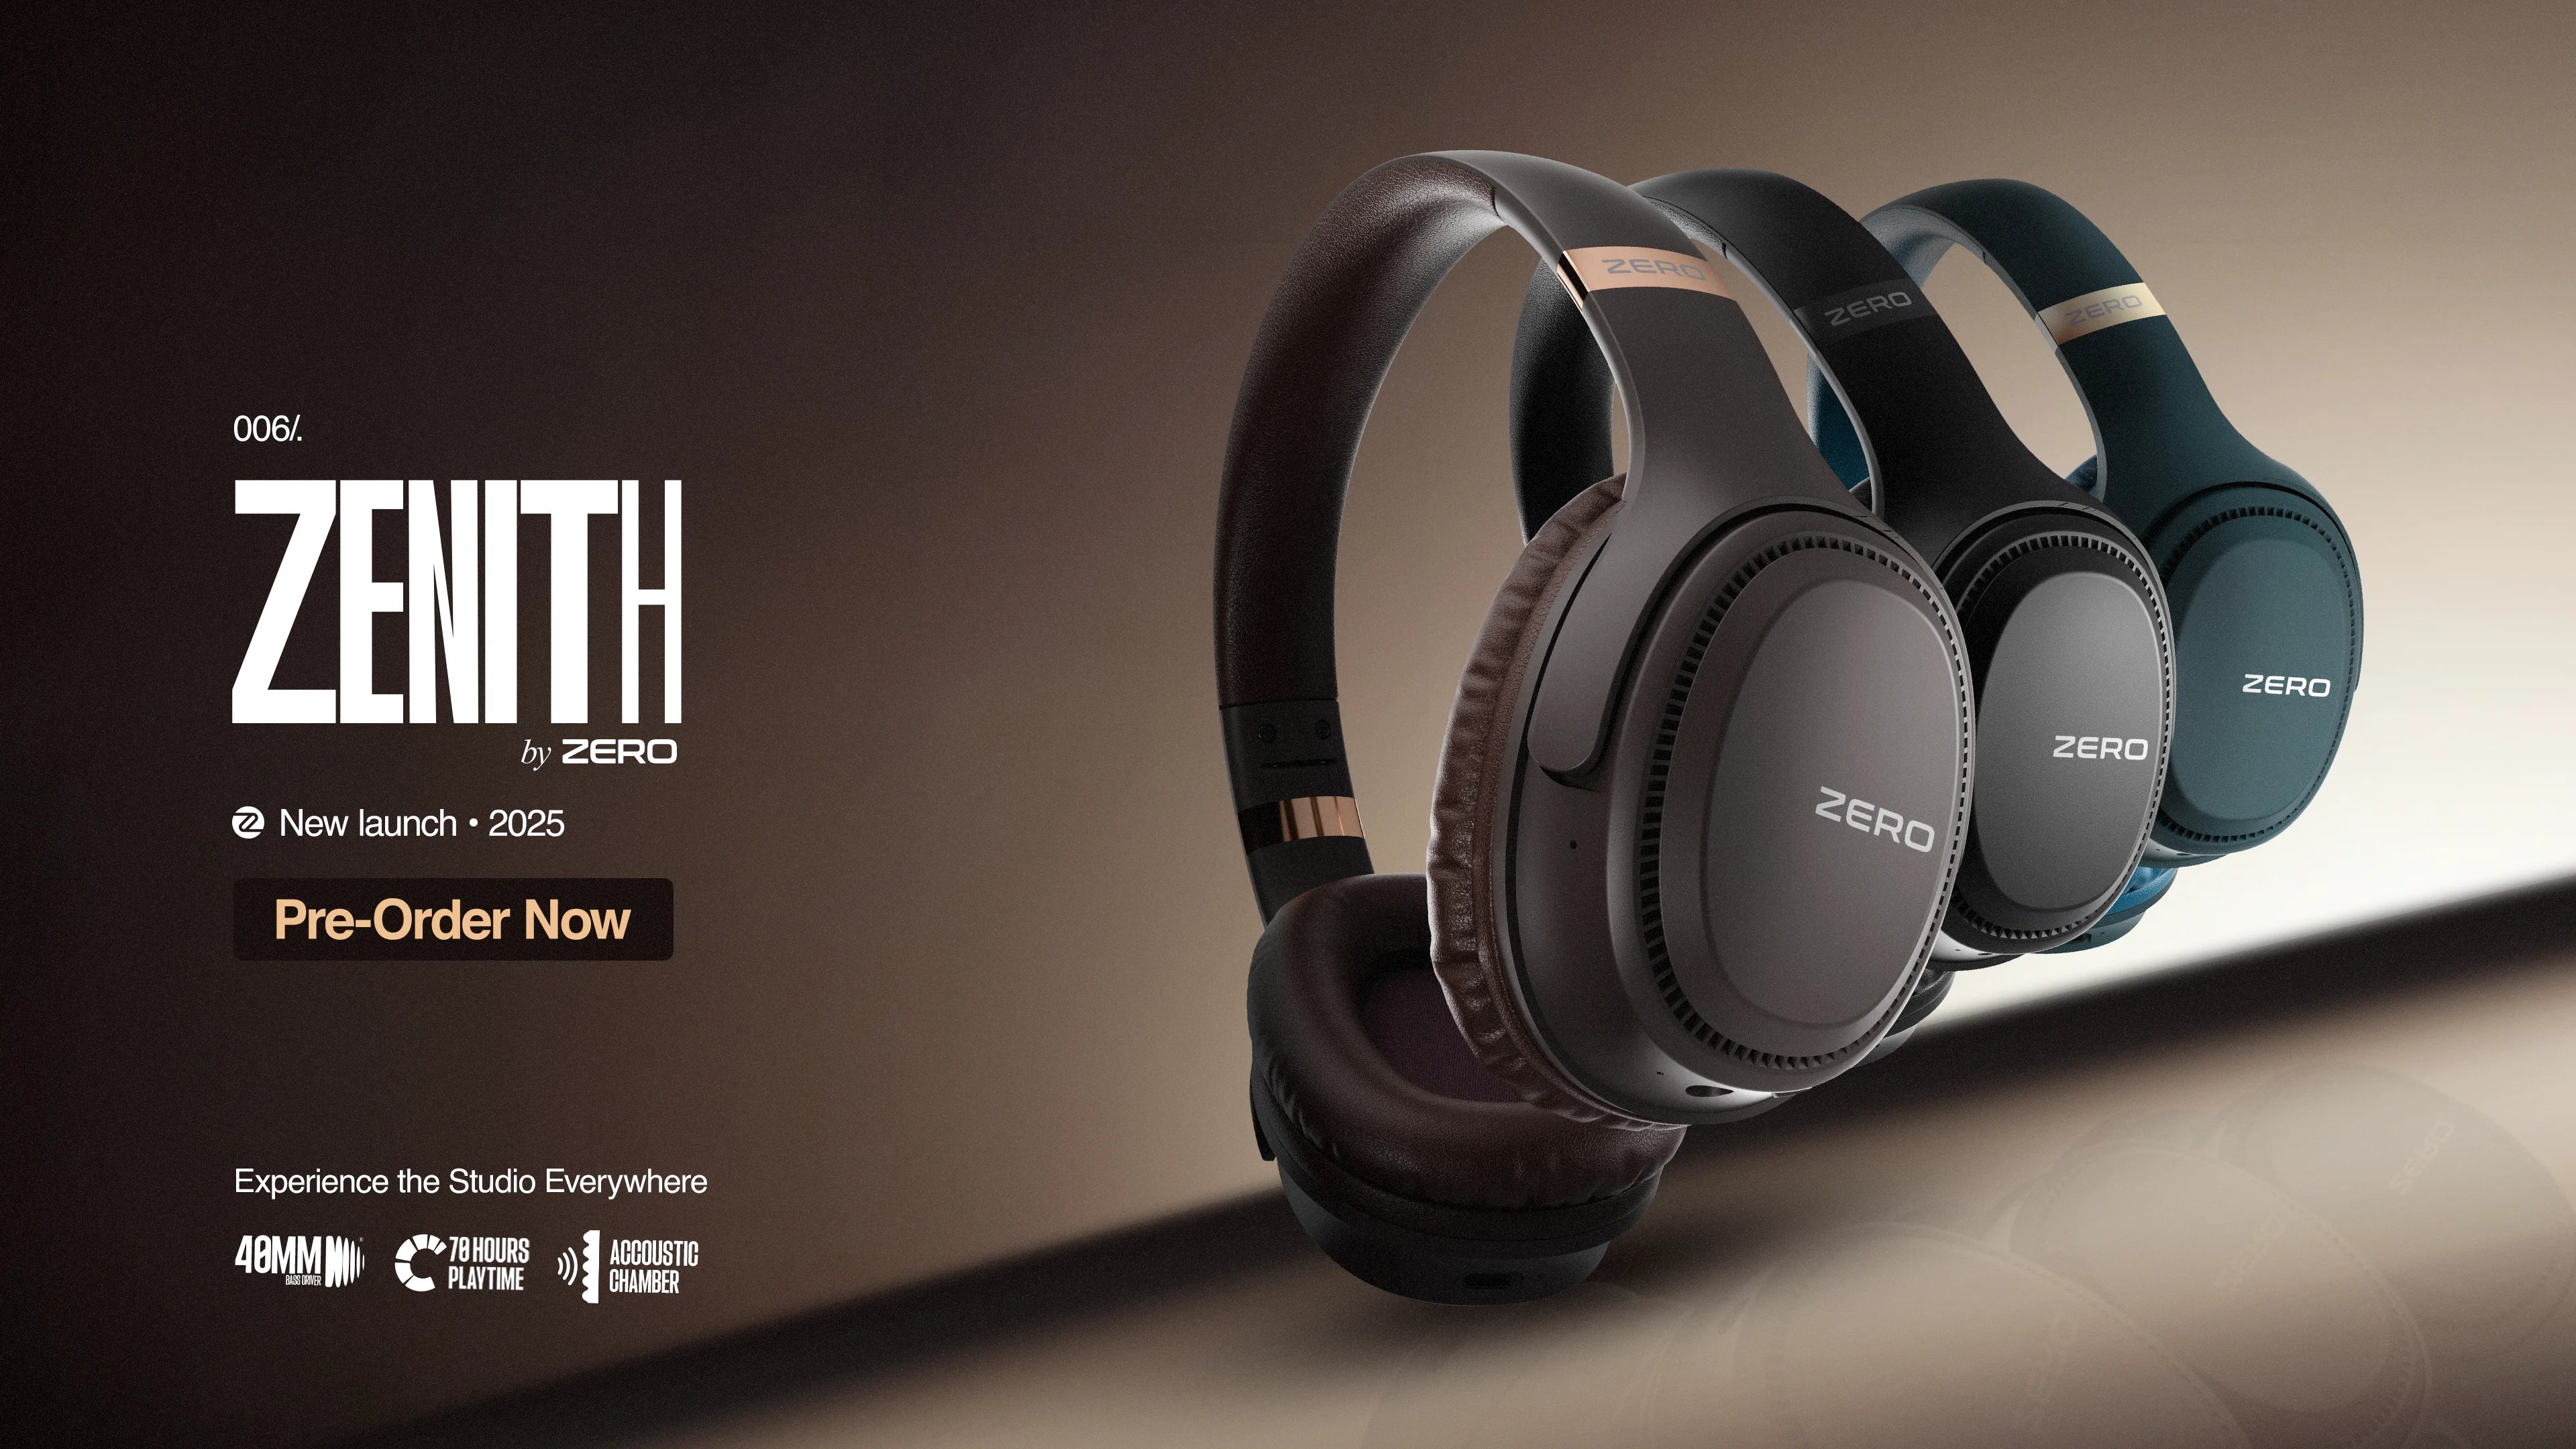 006/.
ZENITH
by ZERO
New launch • 2025
Pre-Order Now
Experience the Studio Everywhere
40MM
BASS DRIVER
70 HOURS
PLAYTIME
ACCOUSTIC
CHAMBER
ZERO
ZERO
ZERO
ZERO
ZERO
ZERO